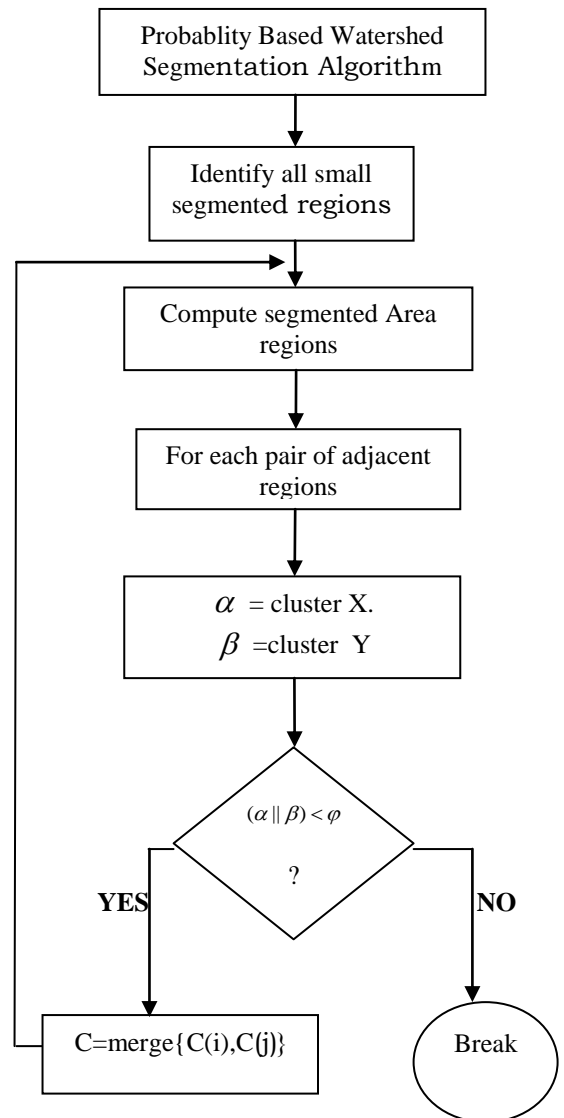 Probablity Based Watershed
Segmentation Algorithm
Identify all small
segmented regions
Compute segmented Area
regions
For each pair of adjacent
regions
α = cluster X.
β =cluster Y
(α || β) < φ
?
YES
NO
C=merge{C(i),C(j)}
Break